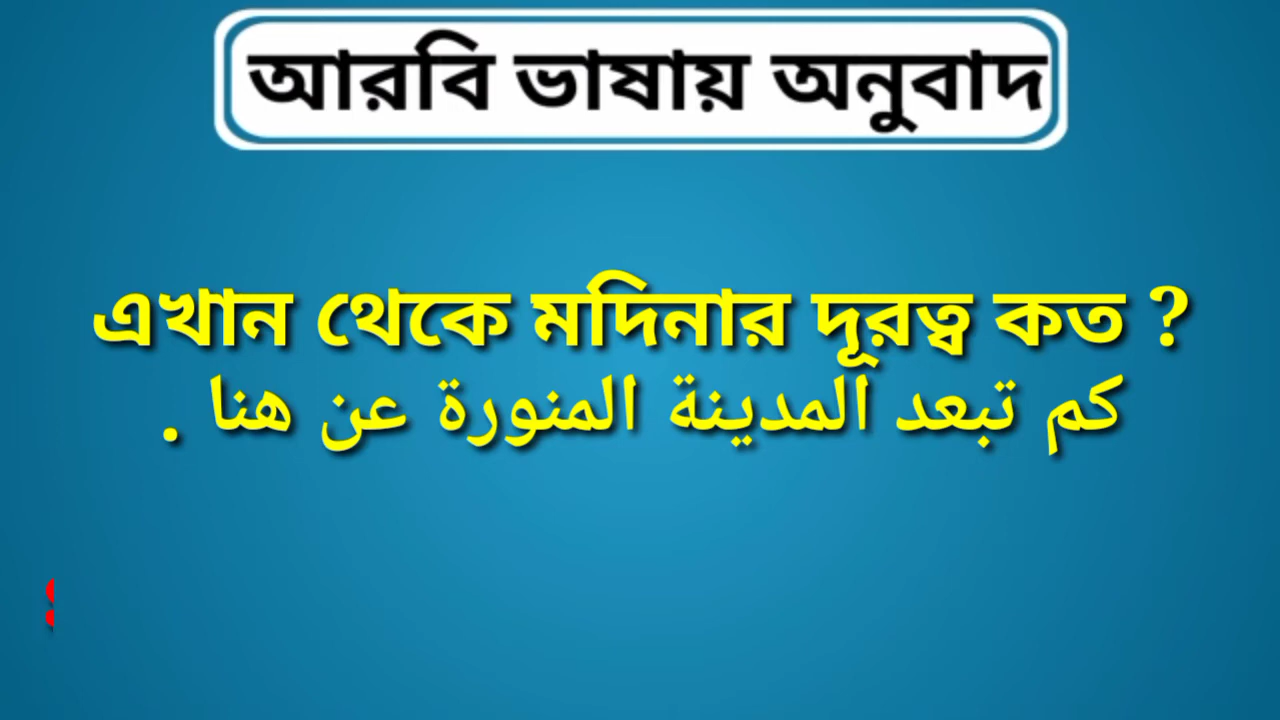 আরবি ভাষায় অনুবাদ
এখান থেকে মদিনার দূরত্ব কত ?
كم تبعد المدينة المنورة عن هنا .